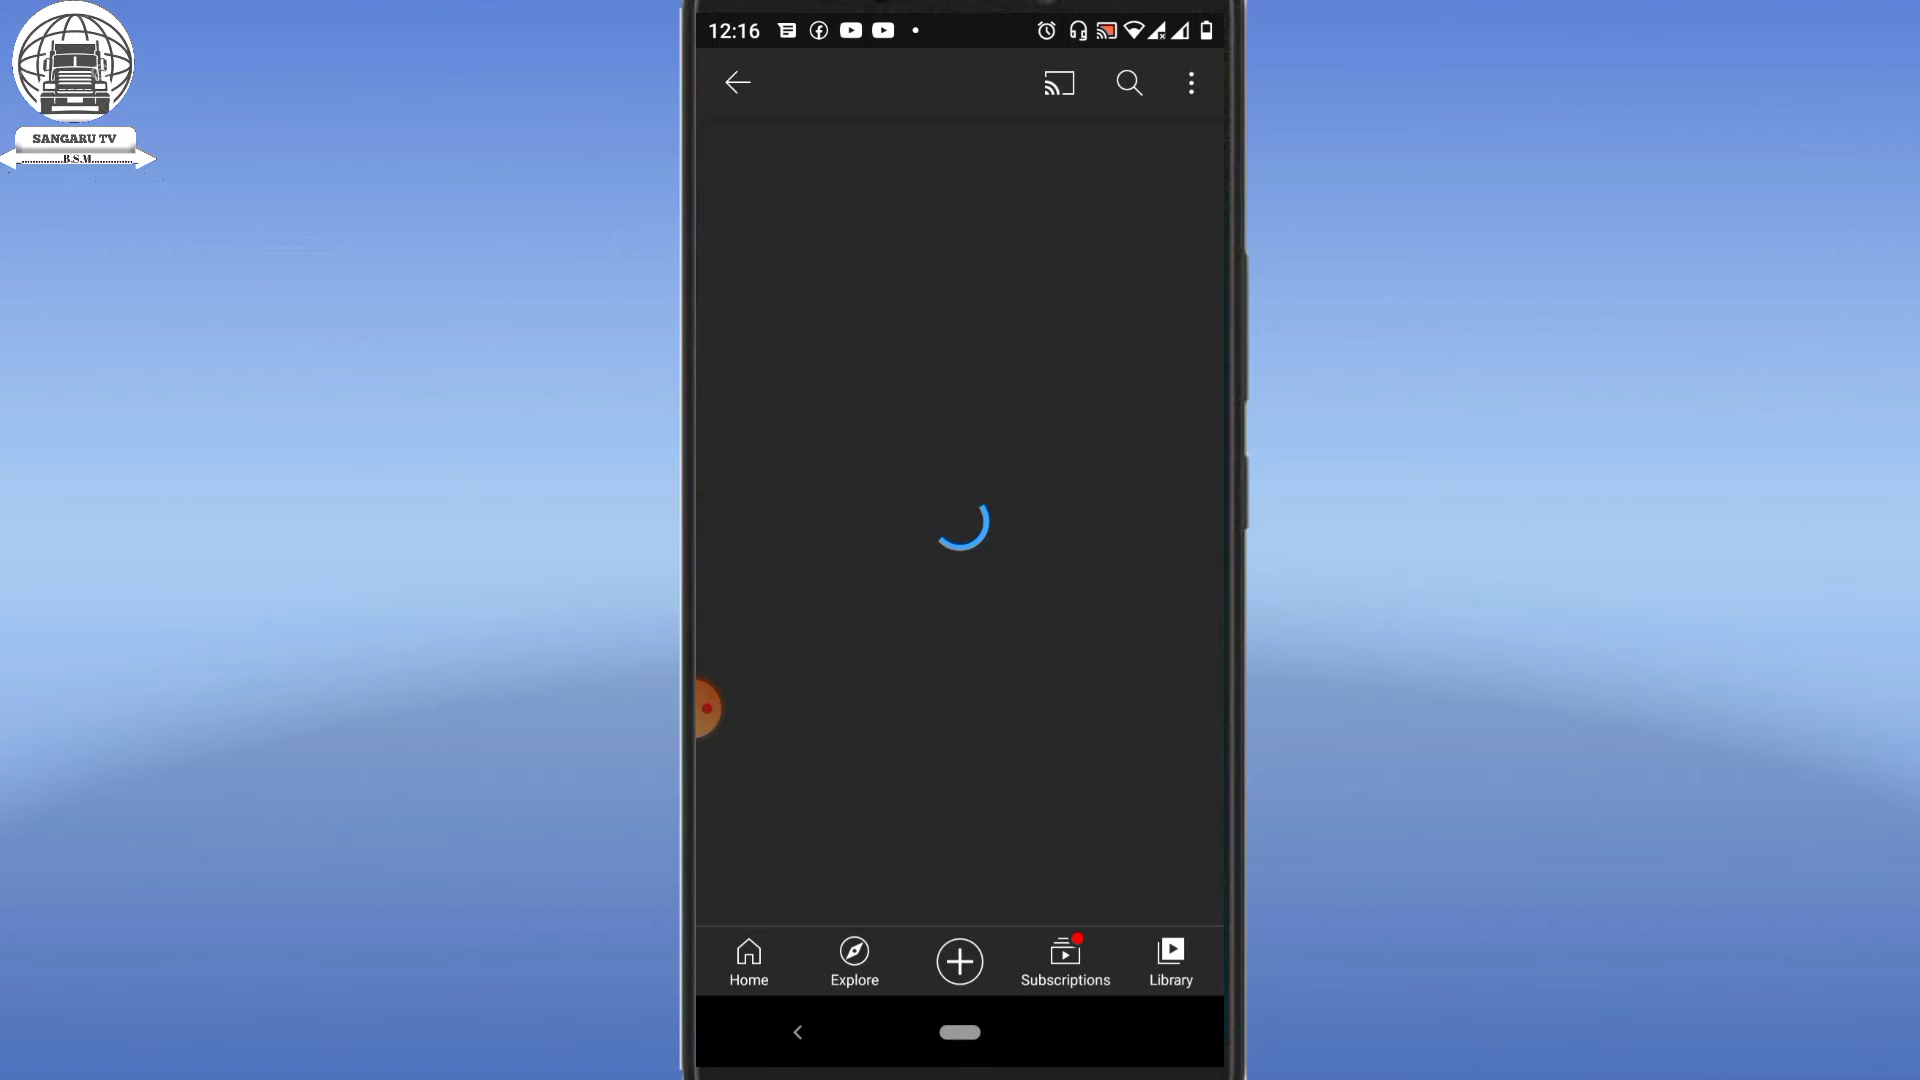 SANGARU TV
B.S.M
12:16
Home
Explore
Subscriptions
Library